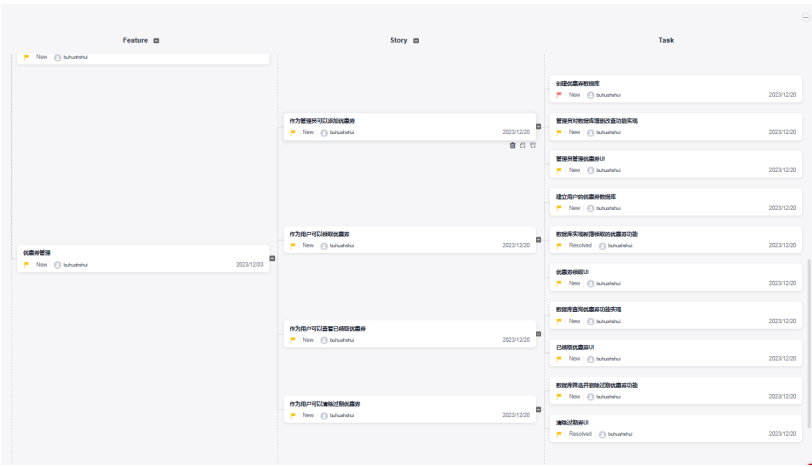 Feature
Story
Task
New buhuishui
创建优惠券数据库
New buhuishui 2023/12/20
作为管理员可以添加优惠券
New buhuishui 2023/12/20
管理员对数据库增删改查功能实现
New buhuishui 2023/12/20
管理员管理优惠券UI
New buhuishui 2023/12/20
建立用户的优惠券数据库
New buhuishui 2023/12/20
作为用户可以领取优惠券
New buhuishui 2023/12/20
数据库实现新增领取的优惠券功能
Resolved buhuishui 2023/12/20
优惠券管理
New buhuishui 2023/12/03
优惠券领取UI
New buhuishui 2023/12/20
数据库查询优惠券功能实现
New buhuishui 2023/12/20
作为用户可以查看已领取优惠券
New buhuishui 2023/12/20
已领取优惠券UI
New buhuishui 2023/12/20
数据库筛选并删除过期优惠券功能
New buhuishui 2023/12/20
作为用户可以清除过期优惠券
New buhuishui 2023/12/20
清除过期券UI
Resolved buhuishui 2023/12/20